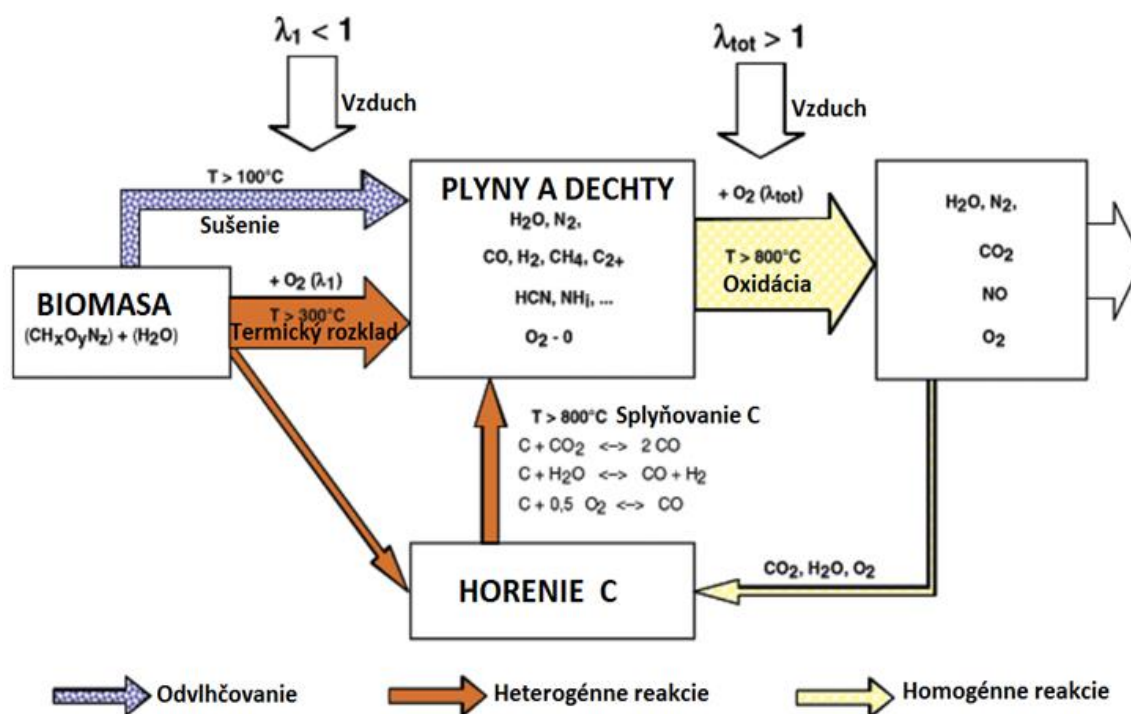 λ₁ < 1
Vzduch
λtot > 1
Vzduch
T > 100°C
Sušenie
BIOMASA
(CHₓOyNz) + (H₂O)
+ O₂ (λ₁)
T > 300°C
Termický rozklad
PLYNY A DECHTY
H₂O, N₂,
CO, H₂, CH₄, C₂₊
HCN, NHᵢ, ...
O₂ - 0
+ O₂ (λtot)
T > 800°C
Oxidácia
H₂O, N₂,
CO₂
NO
O₂
T > 800°C Splyňovanie C
C + CO₂ <-> 2 CO
C + H₂O <-> CO + H₂
C + 0,5 O₂ <-> CO
HORENIE C
CO₂, H₂O, O₂
Odvlhčovanie
Heterogénne reakcie
Homogénne reakcie